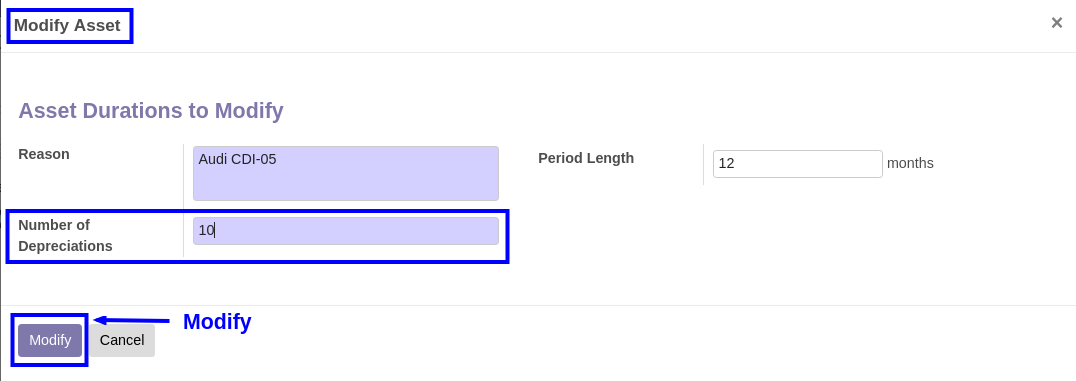 Modify Asset
×
Asset Durations to Modify
Reason
Audi CDI-05
Period Length
12
months
Number of
Depreciations
10
Modify
Cancel
Modify